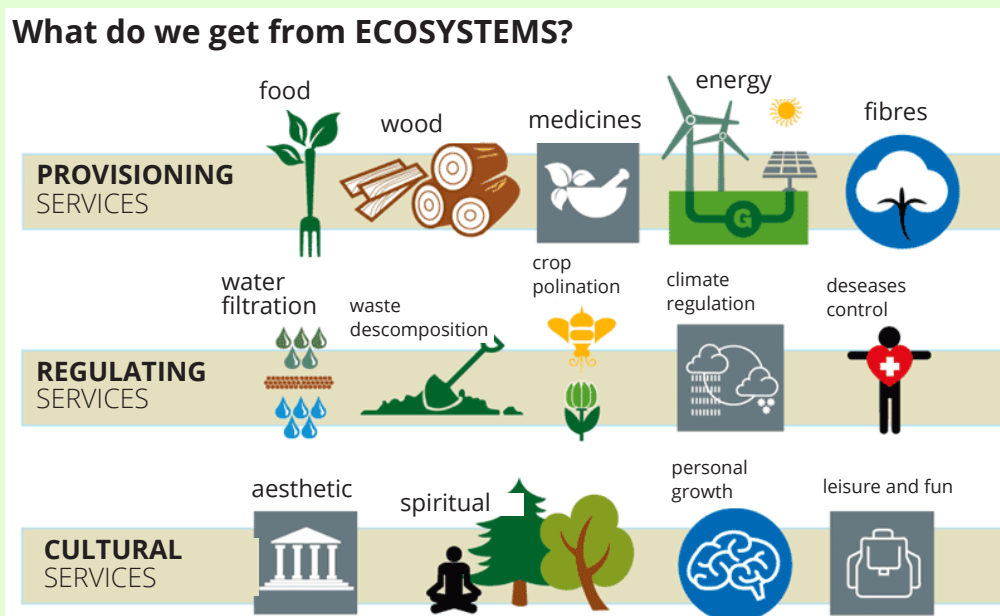 What do we get from ECOSYSTEMS?
food
wood
medicines
energy
fibres
PROVISIONING
SERVICES
G
water
filtration
waste
descomposition
crop
polination
climate
regulation
deseases
control
REGULATING
SERVICES
aesthetic
spiritual
personal
growth
leisure and fun
CULTURAL
SERVICES